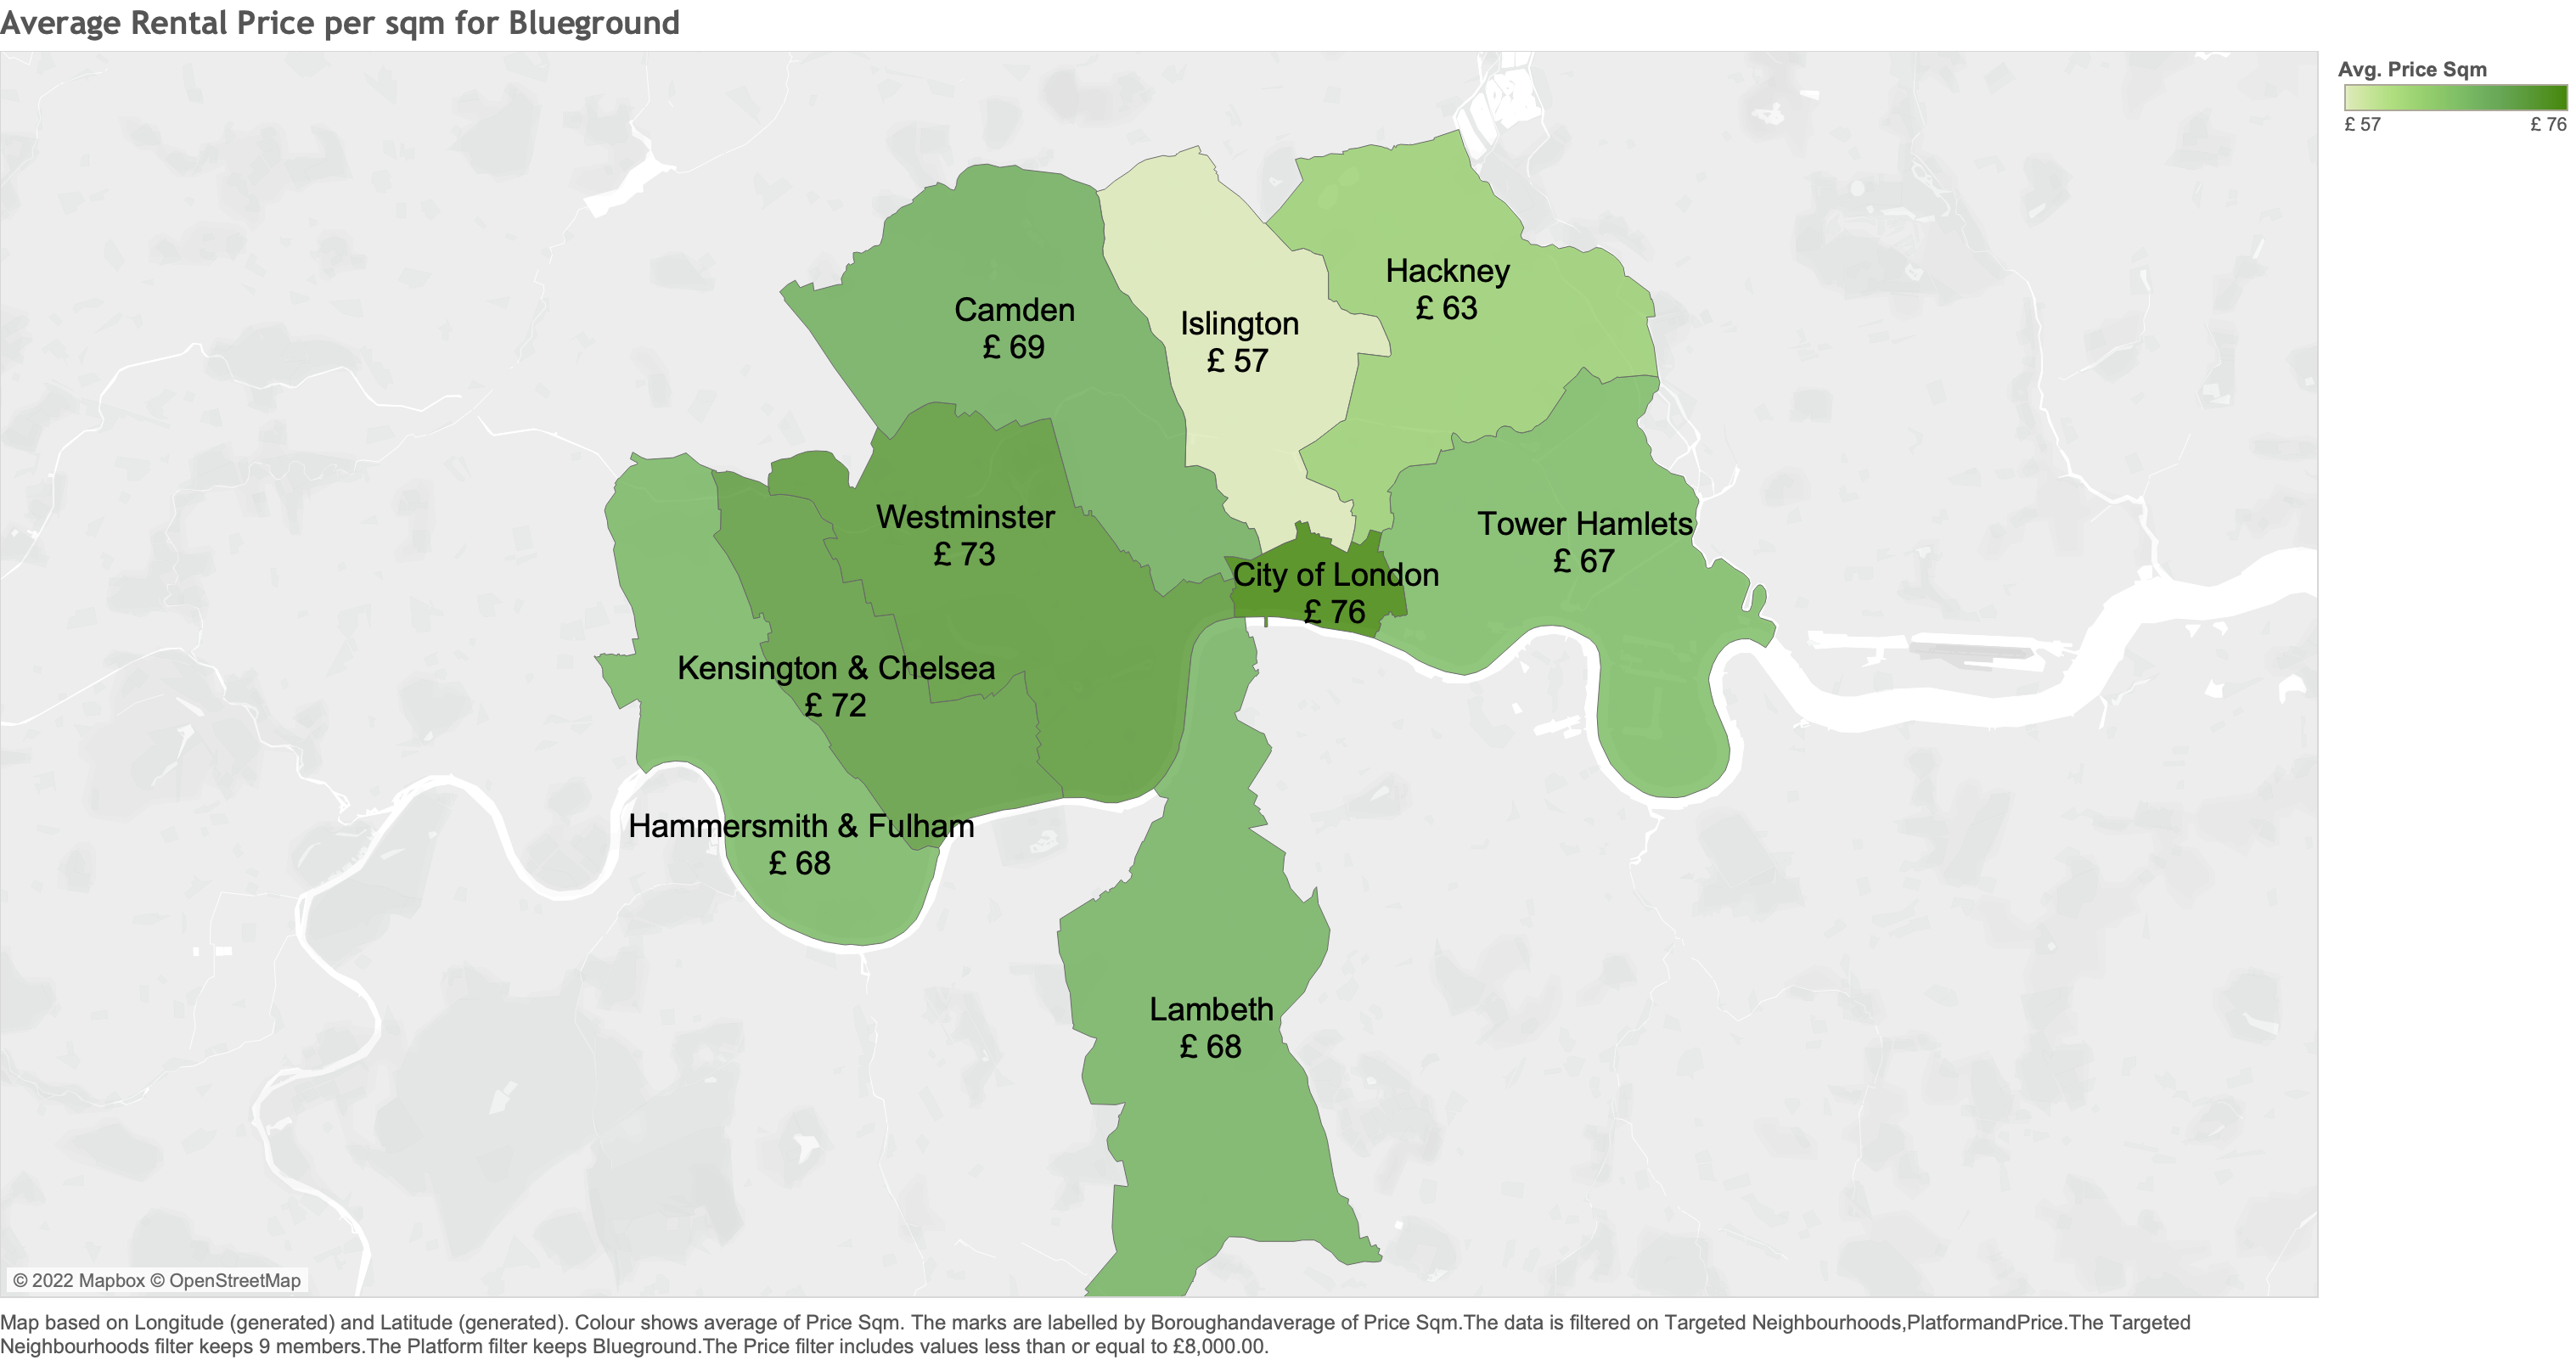 Average Rental Price per sqm for Blueground
Avg. Price Sqm
£ 57
£ 76
Hackney
£ 63
Camden
£ 69
Islington
£ 57
Westminster
£ 73
Tower Hamlets
£ 67
City of London
£ 76
Kensington & Chelsea
£ 72
Hammersmith & Fulham
£ 68
Lambeth
£ 68
© 2022 Mapbox © OpenStreetMap
Map based on Longitude (generated) and Latitude (generated). Colour shows average of Price Sqm. The marks are labelled by Boroughandaverage of Price Sqm.The data is filtered on Targeted Neighbourhoods,PlatformandPrice.The Targeted
Neighbourhoods filter keeps 9 members.The Platform filter keeps Blueground.The Price filter includes values less than or equal to £8,000.00.